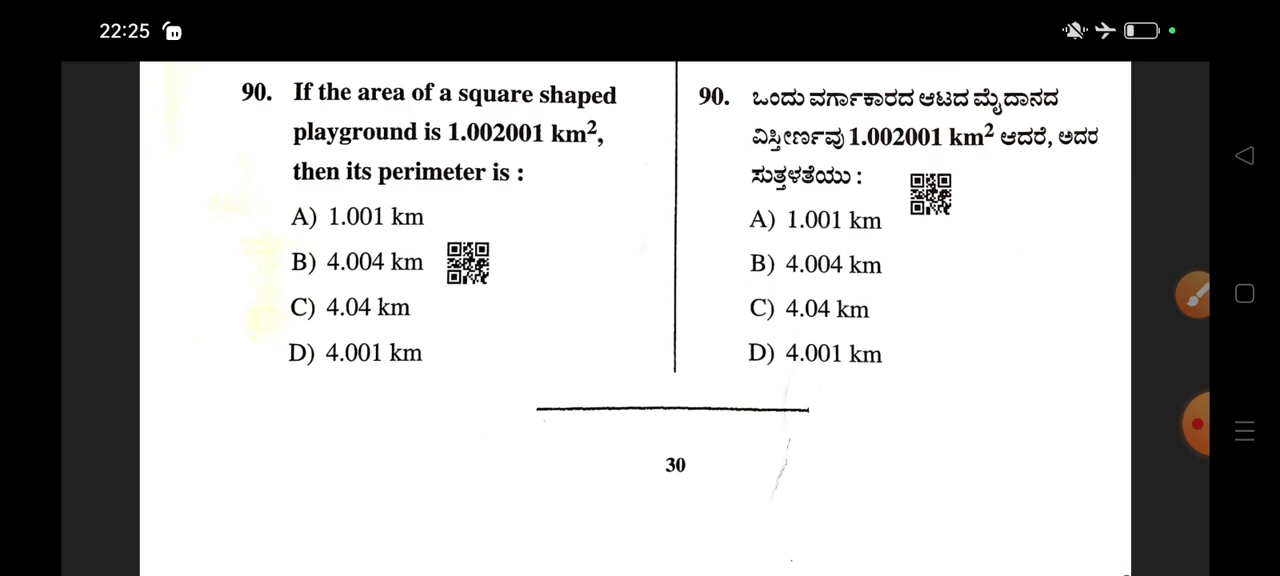 22:25
90. If the area of a square shaped
playground is 1.002001 km²,
then its perimeter is :
A) 1.001 km
B) 4.004 km
C) 4.04 km
D) 4.001 km
90. ಒಂದು ವರ್ಗಾಕಾರದ ಆಟದ ಮೈದಾನದ
ವಿಸ್ತೀರ್ಣವು 1.002001 km² ಆದರೆ, ಅದರ
ಸುತ್ತಳತೆಯು :
A) 1.001 km
B) 4.004 km
C) 4.04 km
D) 4.001 km
30